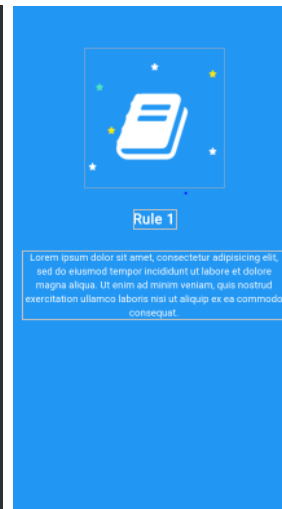 Rule 1
Lorem ipsum dolor sit amet, consectetur adipisicing elit,
sed do eiusmod tempor incididunt ut labore et dolore
magna aliqua. Ut enim ad minim veniam, quis nostrud
exercitation ullamco laboris nisi ut aliquip ex ea commodo
consequat.